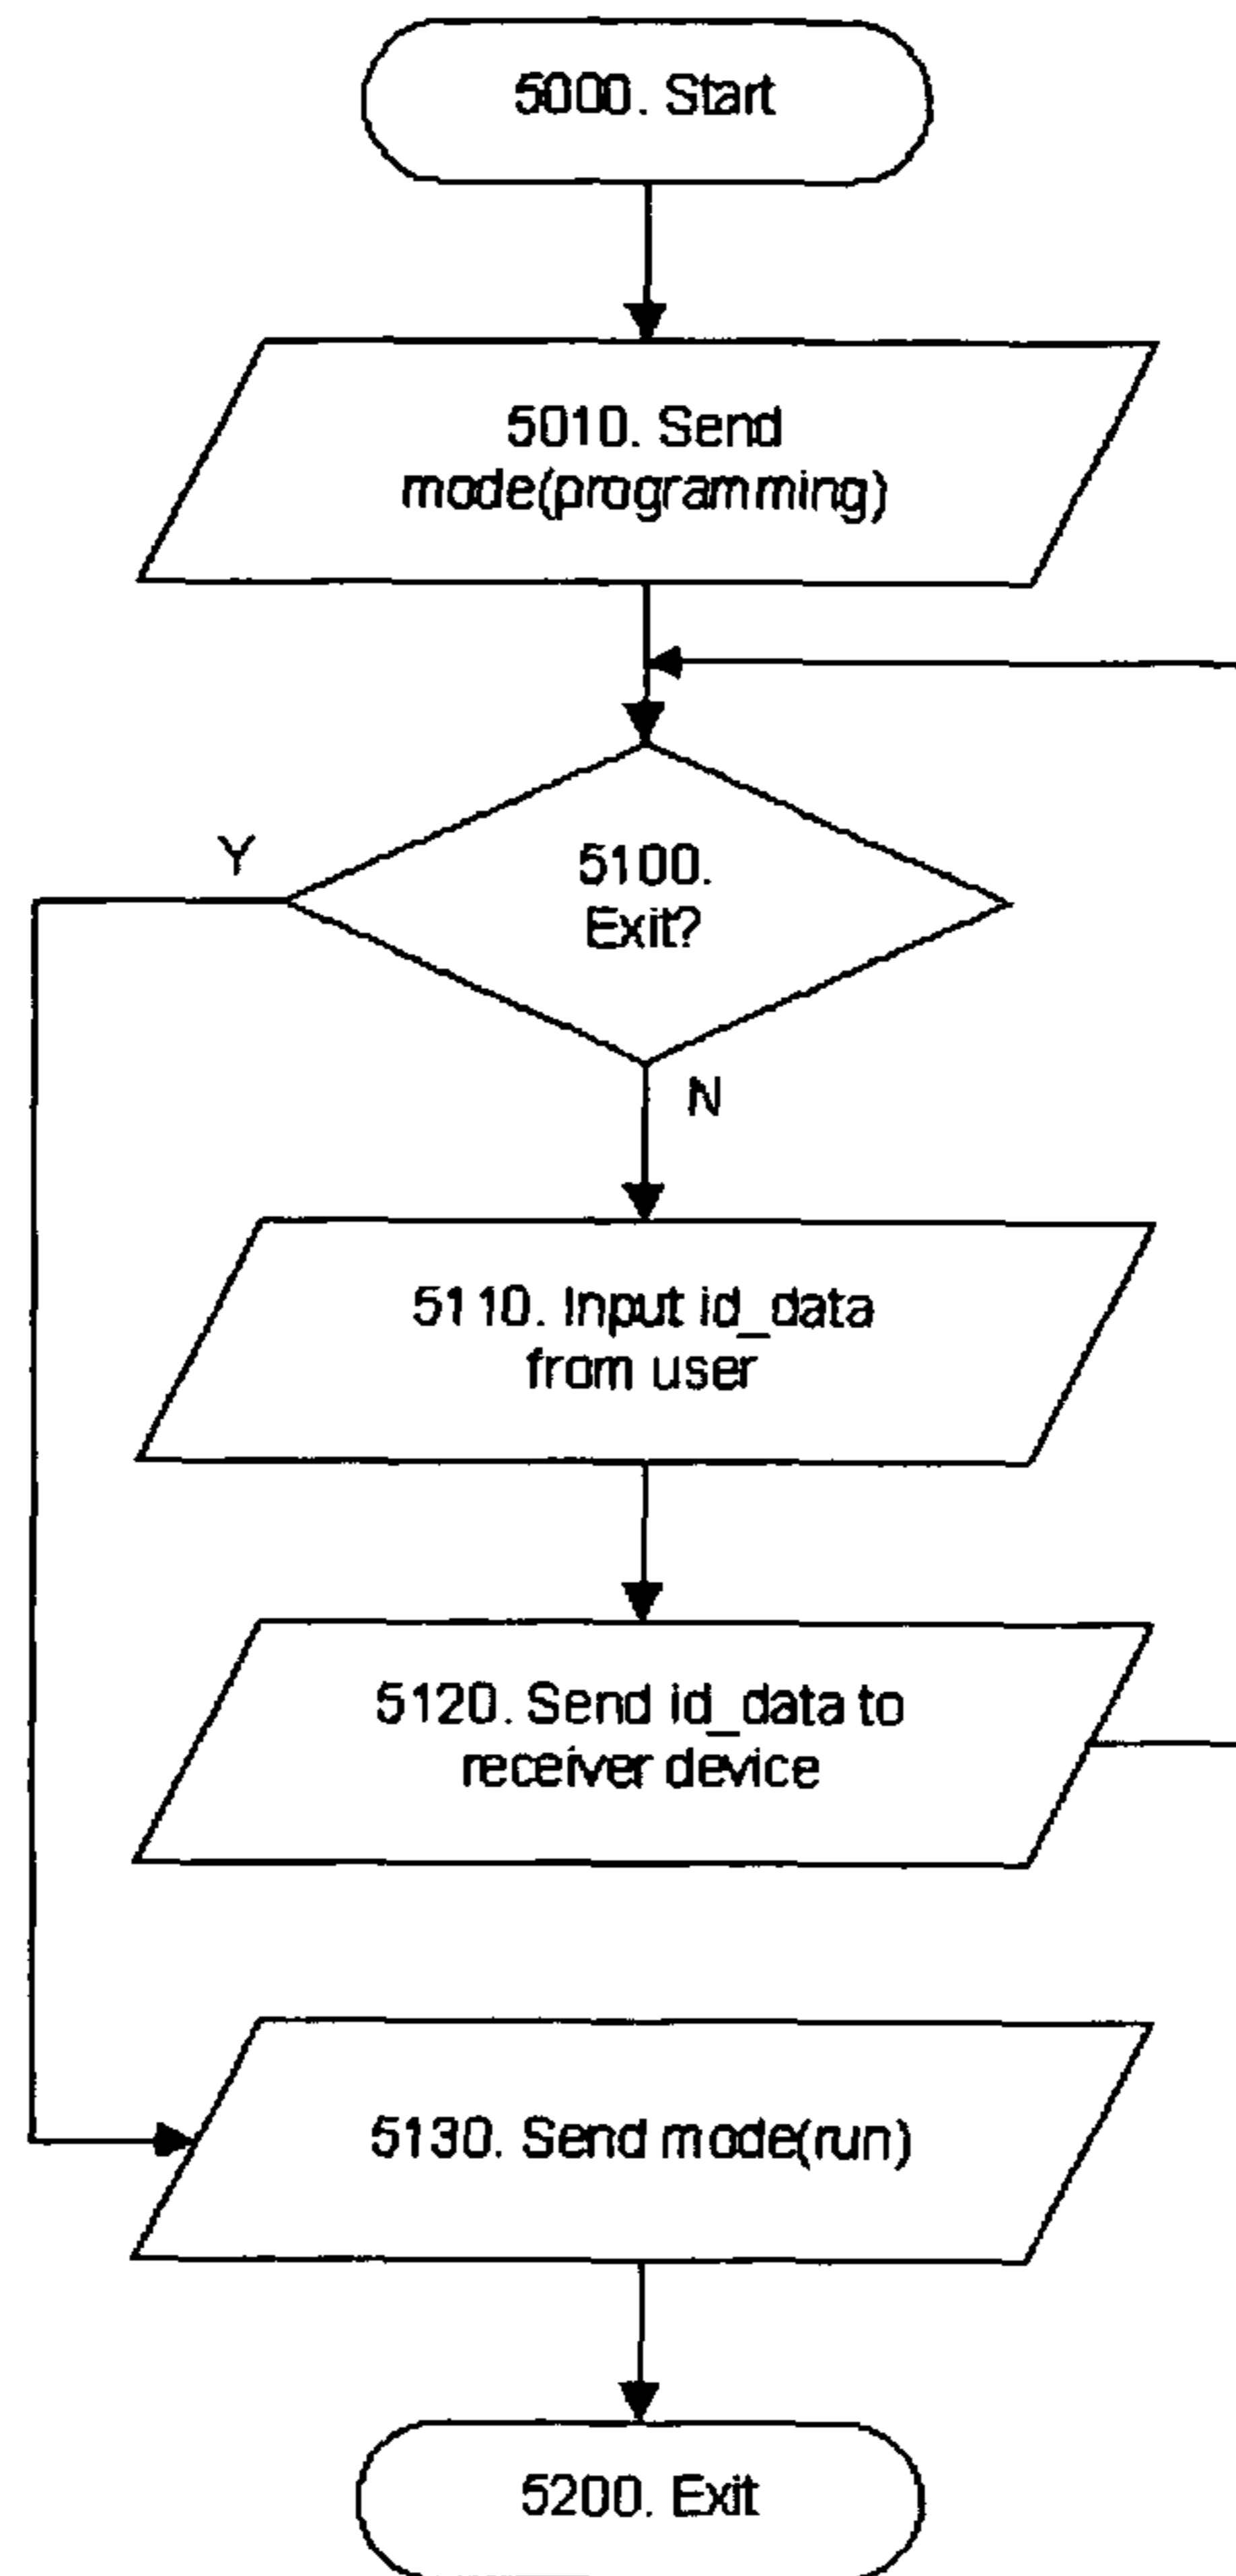 5000. Start
5010. Send
mode(programming)
5100.
Exit?
Y
N
5110. Input id_data
from user
5120. Send id_data to
receiver device
5130. Send mode(run)
5200. Exit